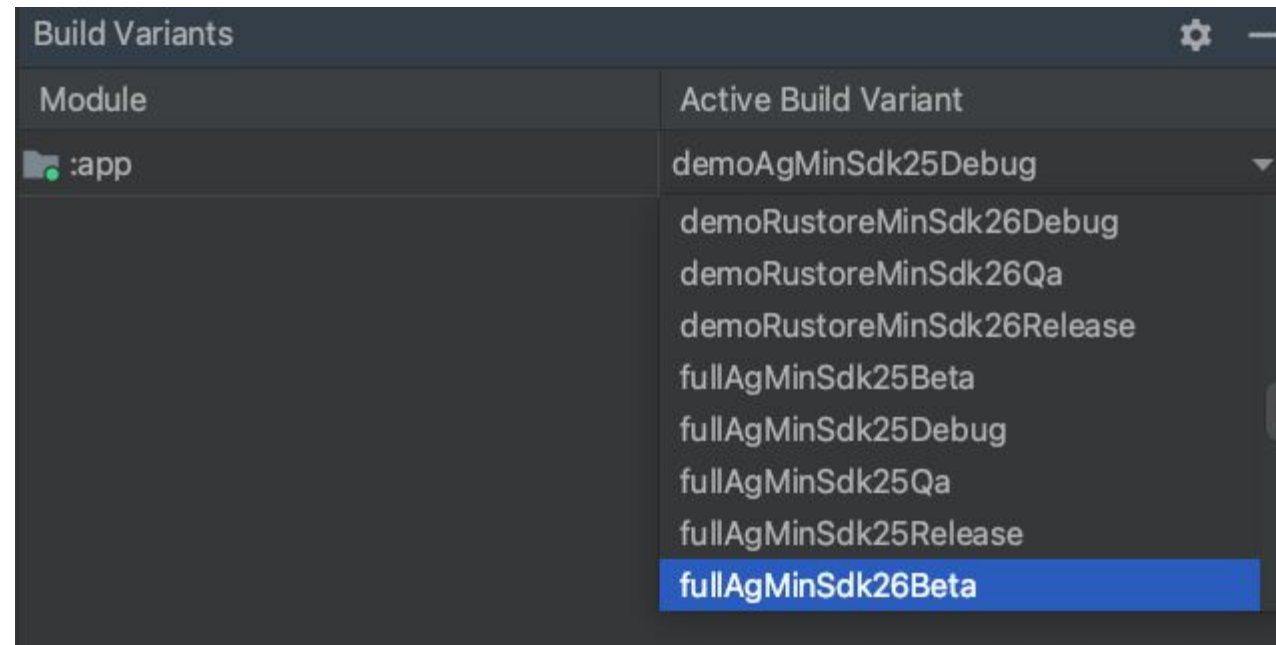 Build Variants
Module Active Build Variant
:app demoAgMinSdk25Debug
demoRustoreMinSdk26Debug
demoRustoreMinSdk26Qa
demoRustoreMinSdk26Release
fullAgMinSdk25Beta
fullAgMinSdk25Debug
fullAgMinSdk25Qa
fullAgMinSdk25Release
fullAgMinSdk26Beta